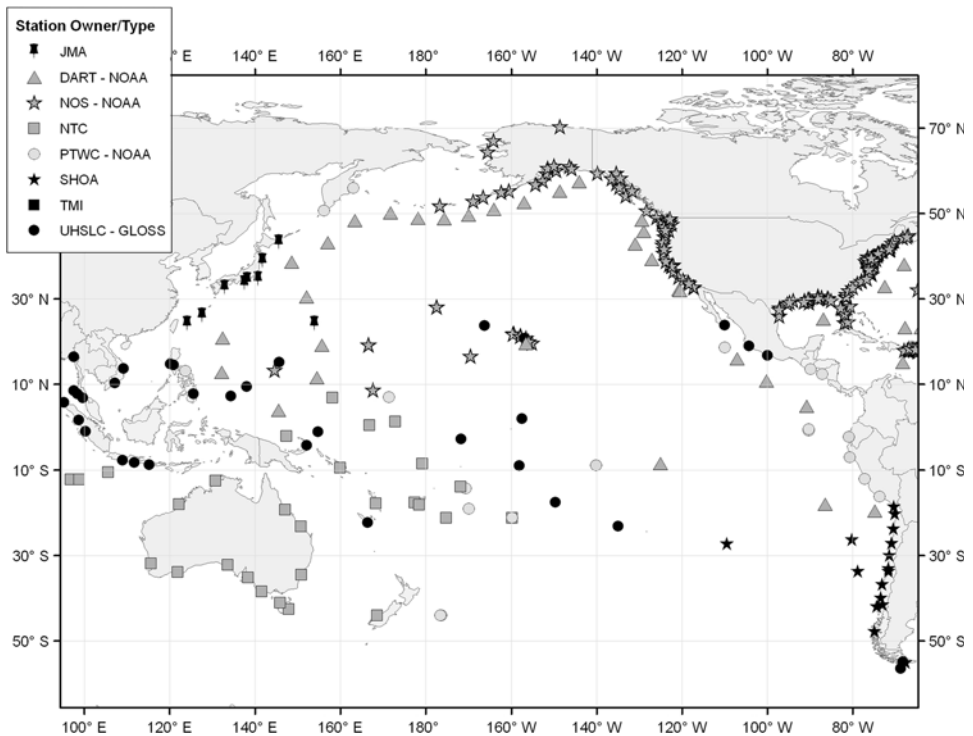 Station Owner/Type
JMA
DART - NOAA
NOS - NOAA
NTC
PTWC - NOAA
SHOA
TMI
UHSLC - GLOSS
120° E 140° E 160° E 180° 160° W 140° W 120° W 100° W 80° W
70° N
50° N
30° N 30° N
10° N 10° N
10° S 10° S
30° S 30° S
50° S 50° S
100° E 120° E 140° E 160° E 180° 160° W 140° W 120° W 100° W 80° W